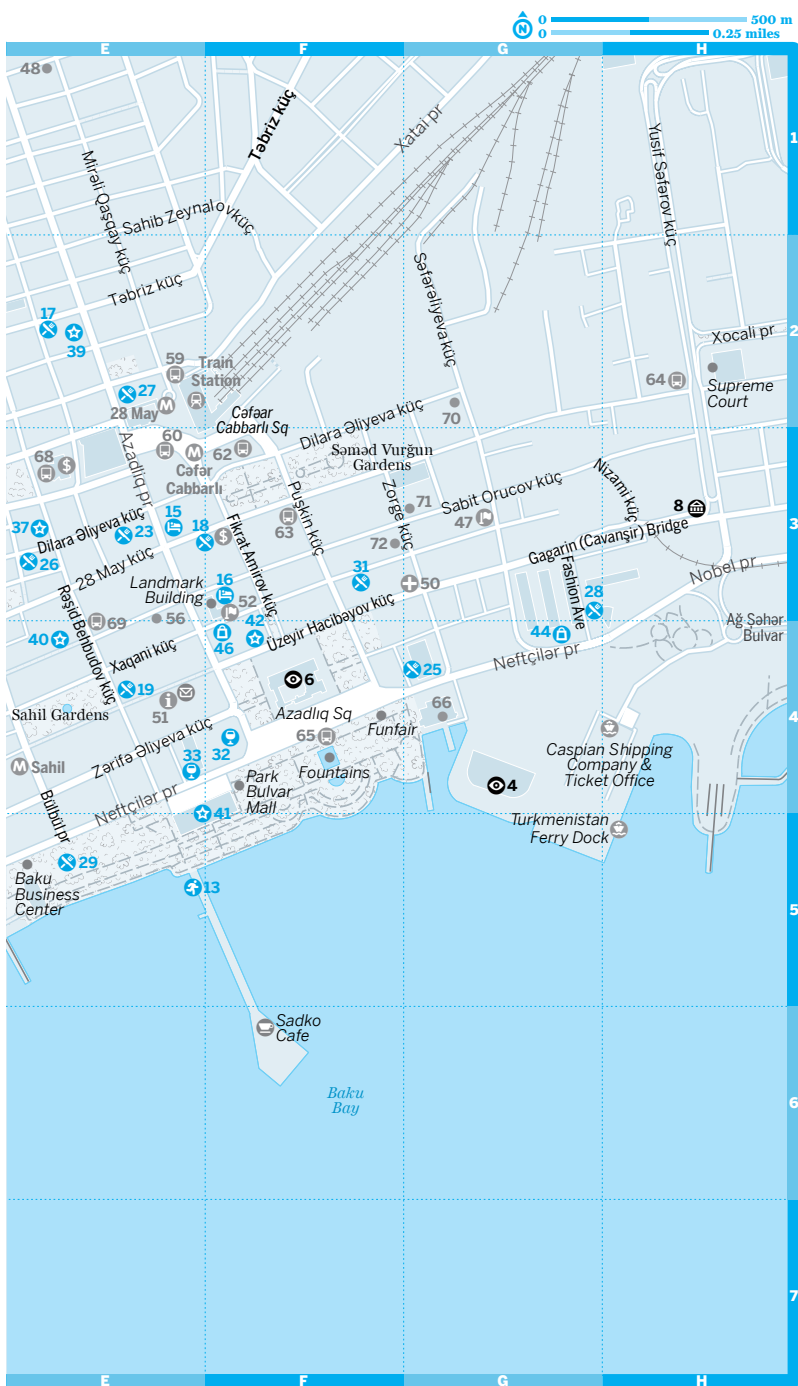 0 500 m
N 0 0.25 miles
E F G H
48
Təbriz küç
Xatai pr
1
Mirəli Qaşqay küç
Yusif Səfərov küç
Sahib Zeynalovküç
Səfərəliyeva küç
Təbriz küç
17
39
2
Xocali pr
59 Train
Station
64
Supreme
Court
27
28 May M
Cəfəar
Cabbarlı Sq
Dilara Əliyeva küç
70
60
62
M
Cəfər
Cabbarlı
Səməd Vurğun
Gardens
Azadlıq pr
68 $
Nizami küç
71
Sabit Orucov küç
8
Puşkin küç
Zorge küç
47
3
37
Dilara Əliyeva küç
15
23
18
$
63
72
Gagarin (Cavanşir) Bridge
Fikrat Amirov küç
26
28 May küç
31
50
Nobel pr
Landmark
Building
16
52
Fashion Ave
28
Rəşid Behbudov küç
69
56
42
Üzeyir Hacibəyov küç
Ağ Şəhər
Bulvar
40
46
44
Xaqani küç
Neftçilər pr
25
6
19
51
Sahil Gardens
Azadlıq Sq
66
4
Funfair
Zərifə Əliyeva küç
65
33 32
Caspian Shipping
Company &
Ticket Office
M Sahil
Fountains
Park
Bulvar
Mall
4
Neftçilər pr
Bülbül pr
41
Turkmenistan
Ferry Dock
29
Baku
Business
Center
13
5
Sadko
Cafe
Baku
Bay
6
7
E F G H